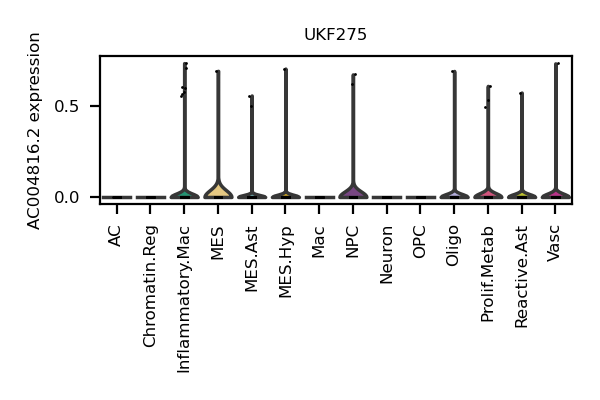 UKF275
AC004816.2 expression
0.5
0.0
AC
Chromatin.Reg
Inflammatory.Mac
MES
MES.Ast
MES.Hyp
Mac
NPC
Neuron
OPC
Oligo
Prolif.Metab
Reactive.Ast
Vasc